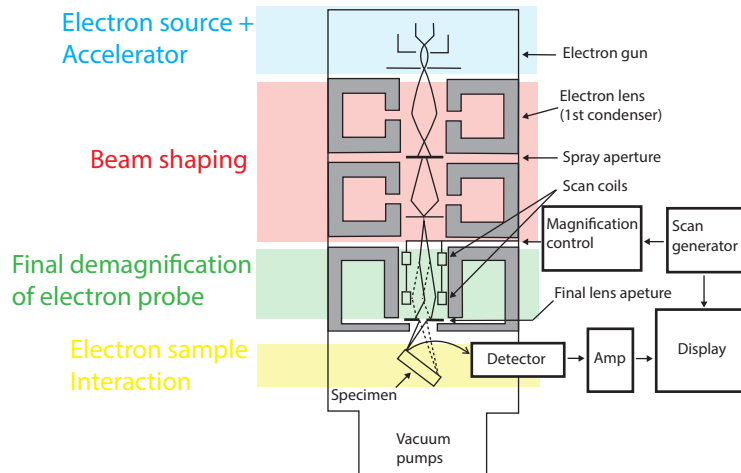 Electron source +
Accelerator
Electron gun
Electron lens
(1st condenser)
Beam shaping
Spray aperture
Scan coils
Magnification
control
Scan
generator
Final demagnification
of electron probe
Final lens apeture
Electron sample
Interaction
Detector
Amp
Display
Specimen
Vacuum
pumps